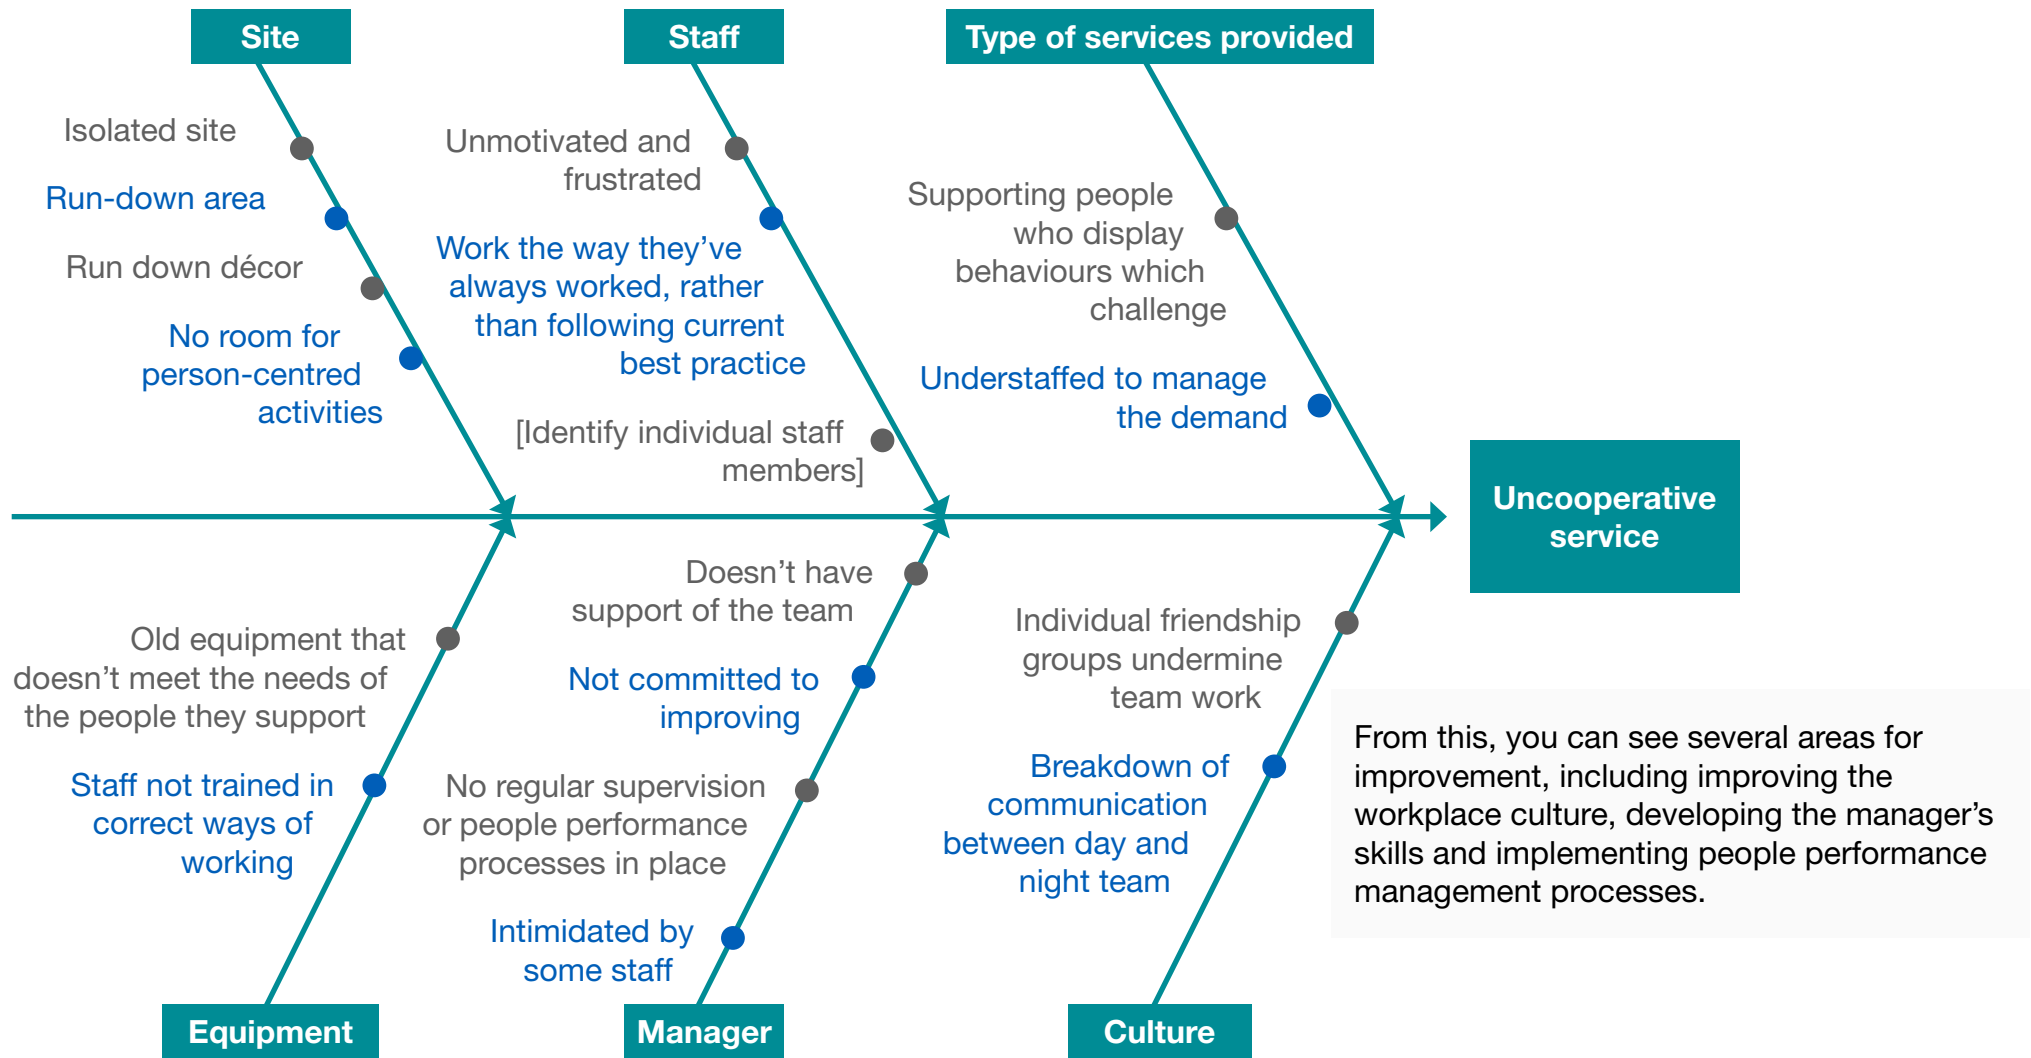 Site
Staff
Type of services provided
Isolated site
Run-down area
Run down décor
No room for
person-centred
activities
Unmotivated and
frustrated
Work the way they’ve
always worked, rather
than following current
best practice
[Identify individual staff
members]
Supporting people
who display
behaviours which
challenge
Understaffed to manage
the demand
Uncooperative
service
Old equipment that
doesn’t meet the needs of
the people they support
Staff not trained in
correct ways of
working
Doesn’t have
support of the team
Not committed to
improving
No regular supervision
or people performance
processes in place
Intimidated by
some staff
Individual friendship
groups undermine
team work
Breakdown of
communication
between day and
night team
From this, you can see several areas for
improvement, including improving the
workplace culture, developing the manager’s
skills and implementing people performance
management processes.
Equipment
Manager
Culture